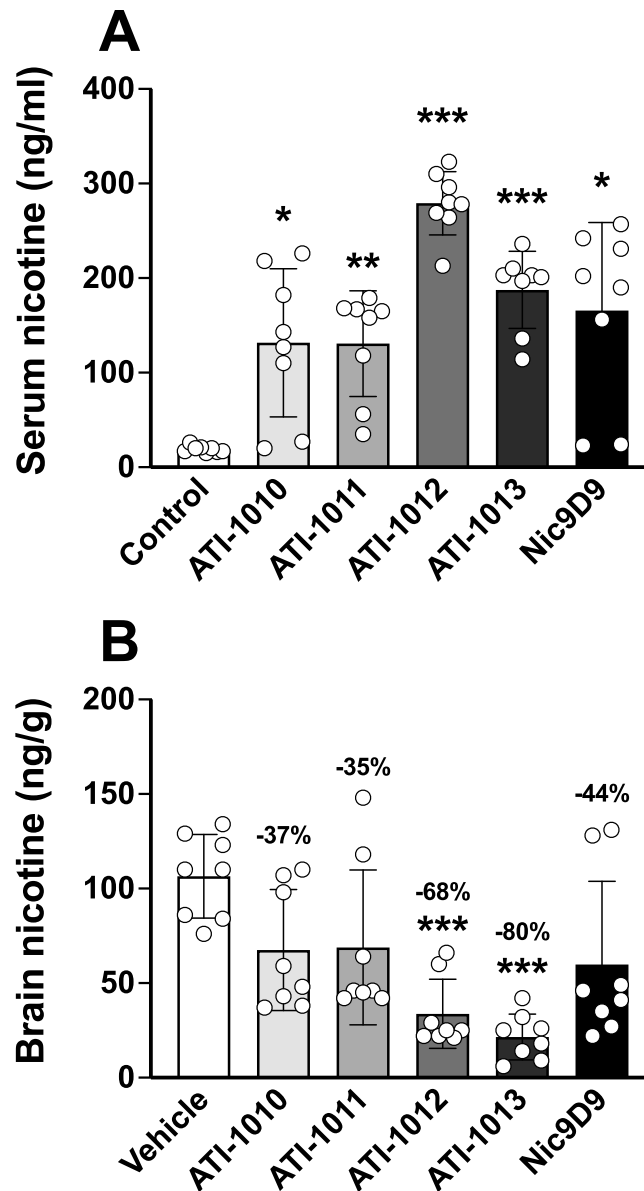 A
Serum nicotine (ng/ml)
400
300
200
100
0
*
**
***
***
*
Control
ATI-1010
ATI-1011
ATI-1012
ATI-1013
Nic9D9
B
Brain nicotine (ng/g)
200
150
100
50
0
-37%
-35%
-68%
***
-80%
***
-44%
Vehicle
ATI-1010
ATI-1011
ATI-1012
ATI-1013
Nic9D9